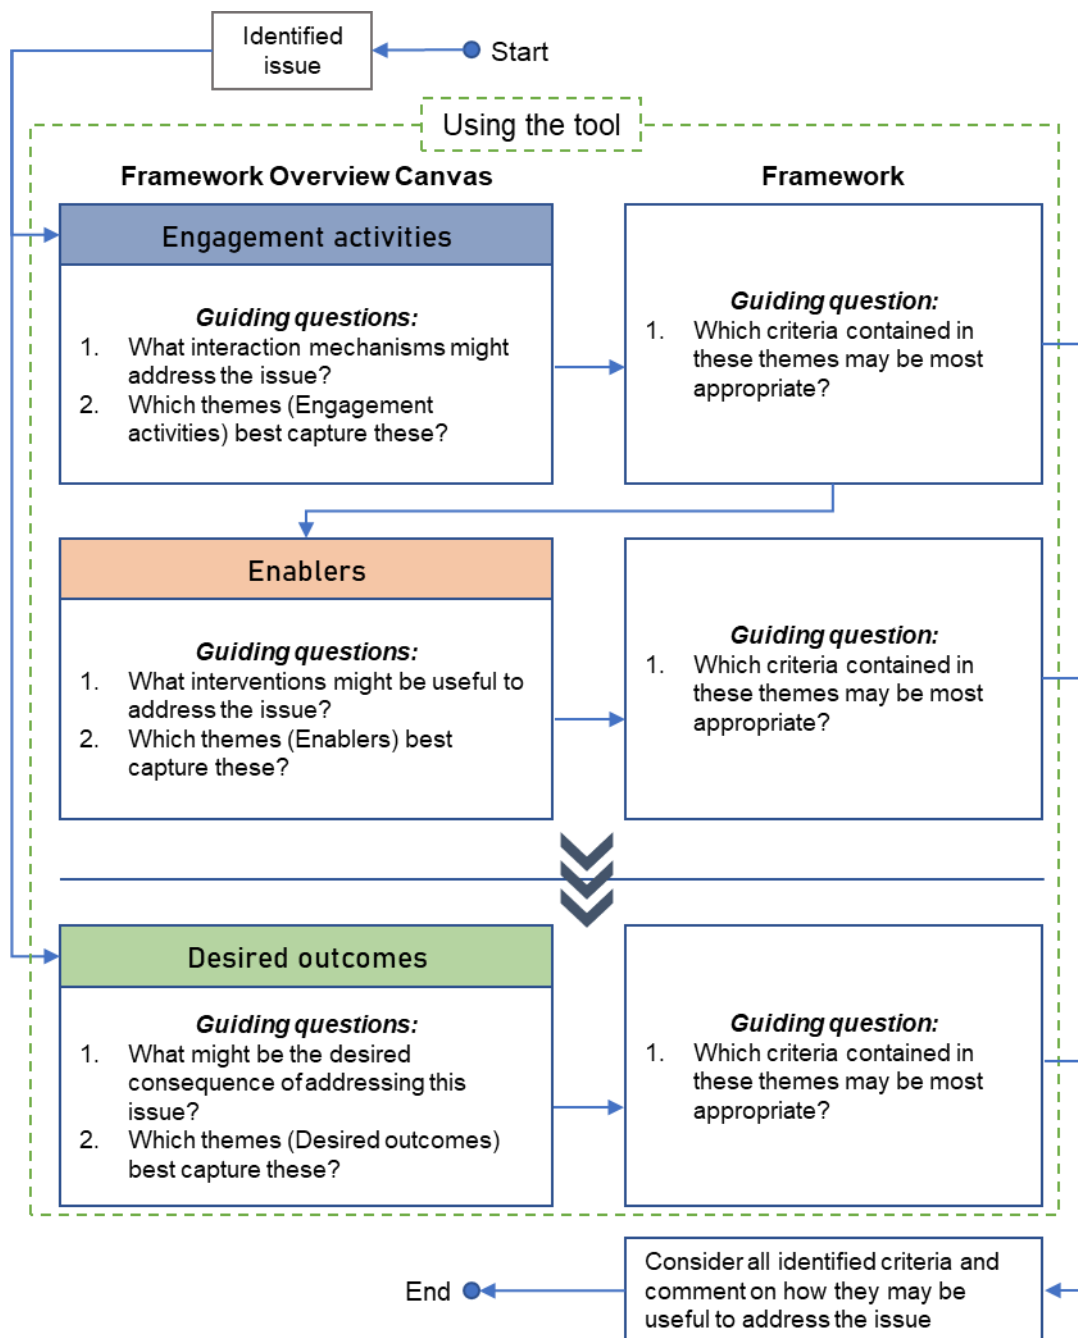 Identified
issue
Start
Using the tool
Framework Overview Canvas
Framework
Engagement activities
Guiding questions:
1. What interaction mechanisms might
address the issue?
2. Which themes (Engagement
activities) best capture these?
Guiding question:
1. Which criteria contained in
these themes may be most
appropriate?
Enablers
Guiding questions:
1. What interventions might be useful to
address the issue?
2. Which themes (Enablers) best
capture these?
Guiding question:
1. Which criteria contained in
these themes may be most
appropriate?
Desired outcomes
Guiding questions:
1. What might be the desired
consequence of addressing this
issue?
2. Which themes (Desired outcomes)
best capture these?
Guiding question:
1. Which criteria contained in
these themes may be most
appropriate?
End
Consider all identified criteria and
comment on how they may be
useful to address the issue